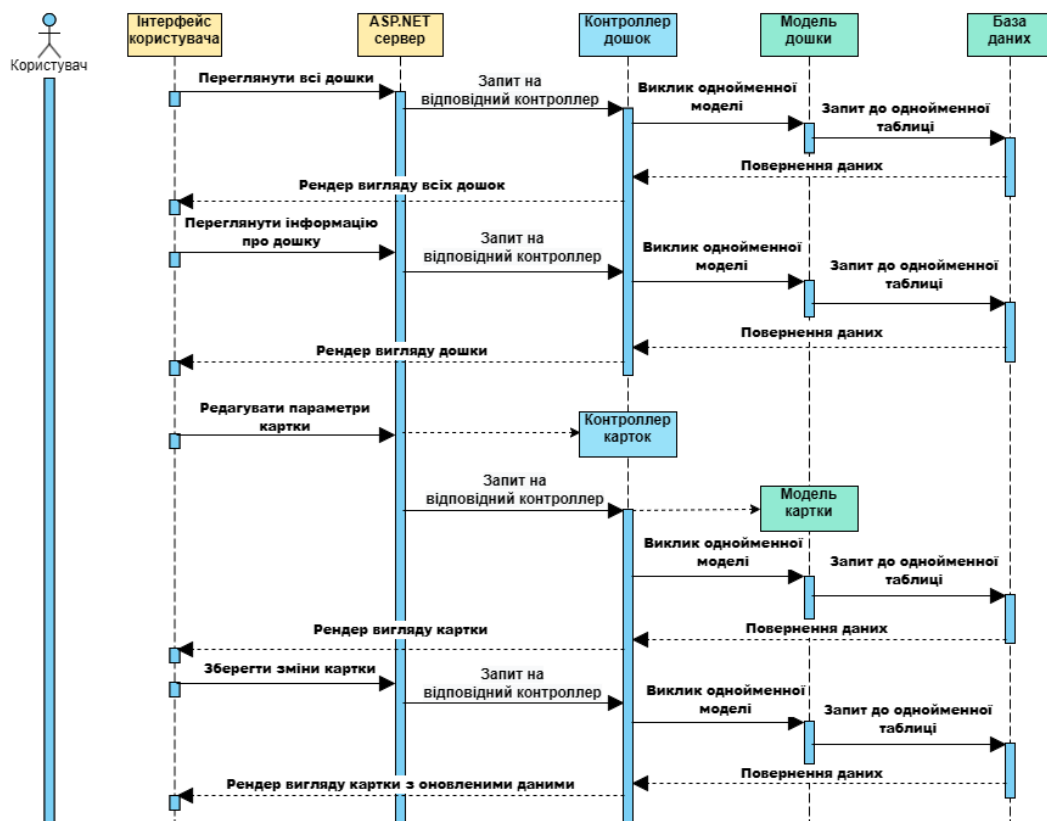 Користувач
Інтерфейс
користувача
ASP.NET
сервер
Контроллер
дошок
Модель
дошки
База
даних
Переглянути всі дошки
Запит на
відповідний контроллер
Виклик однойменної
моделі
Запит до однойменної
таблиці
Повернення даних
Рендер вигляду всіх дошок
Переглянути інформацію
про дошку
Запит на
відповідний контроллер
Виклик однойменної
моделі
Запит до однойменної
таблиці
Повернення даних
Рендер вигляду дошки
Редагувати параметри
картки
Контроллер
карток
Запит на
відповідний контроллер
Модель
картки
Виклик однойменної
моделі
Запит до однойменної
таблиці
Повернення даних
Рендер вигляду картки
Зберегти зміни картки
Запит на
відповідний контроллер
Виклик однойменної
моделі
Запит до однойменної
таблиці
Повернення даних
Рендер вигляду картки з оновленими даними